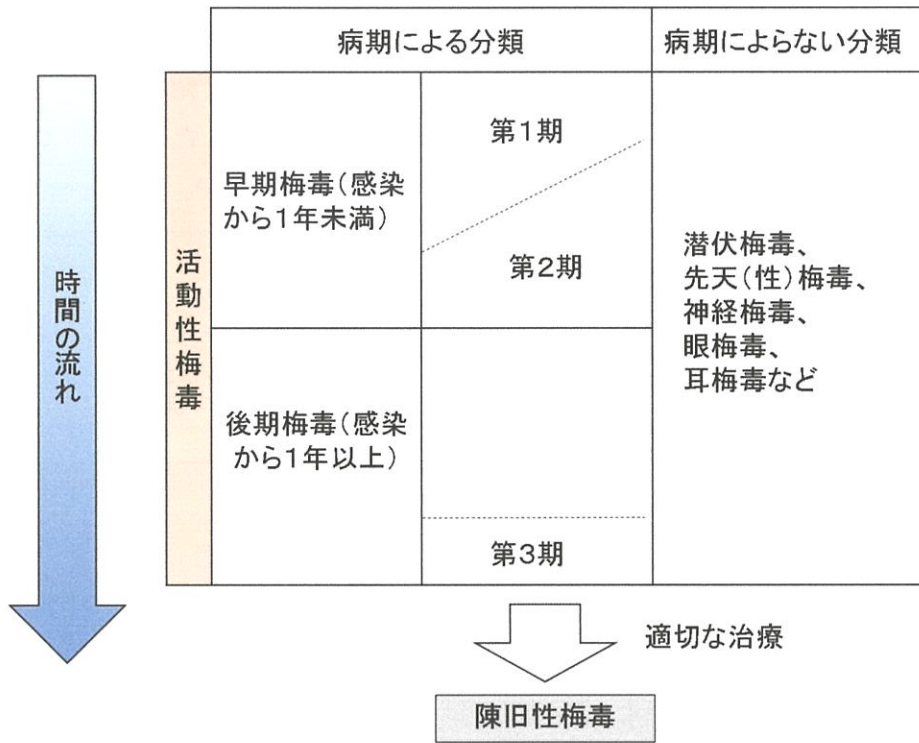 病期による分類
病期によらない分類
時間の流れ
活動性梅毒
早期梅毒(感染
から1年未満)
第1期
第2期
潜伏梅毒、
先天(性)梅毒、
神経梅毒、
眼梅毒、
耳梅毒など
後期梅毒(感染
から1年以上)
第3期
適切な治療
陳旧性梅毒